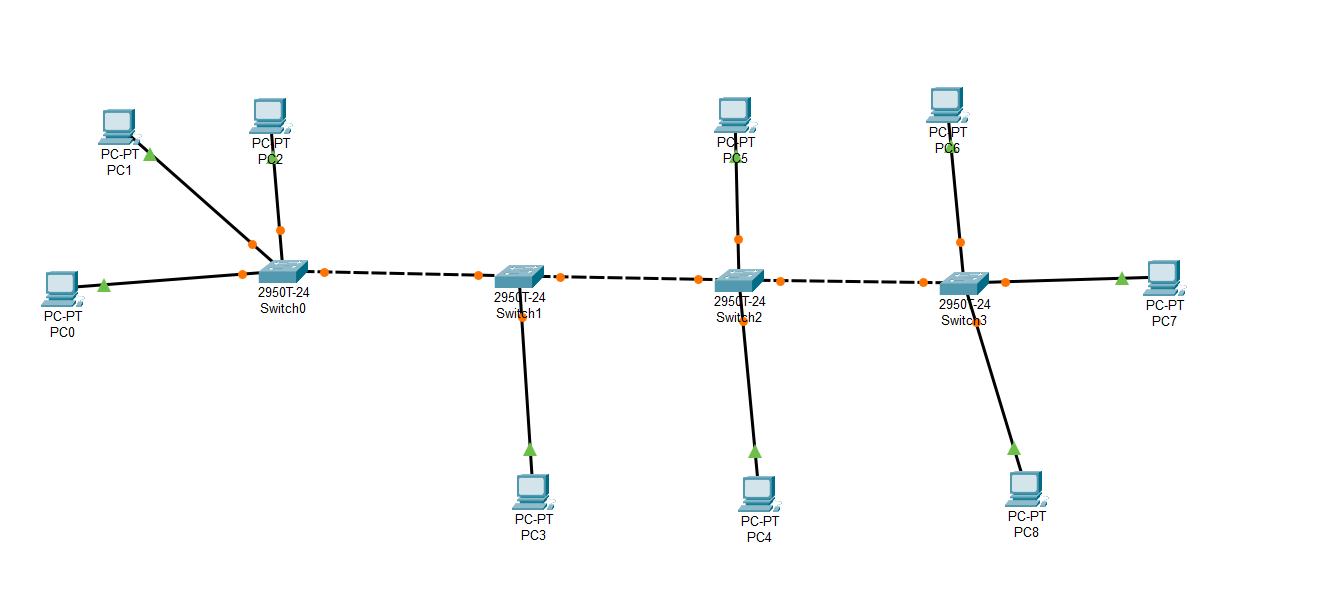 PC-PT
PC1
PC-PT
PC2
PC-PT
PC5
PC-PT
PC6
PC-PT
PC0
2950T-24
Switch0
2950T-24
Switch1
2950T-24
Switch2
2950T-24
Switch3
PC-PT
PC7
PC-PT
PC3
PC-PT
PC4
PC-PT
PC8